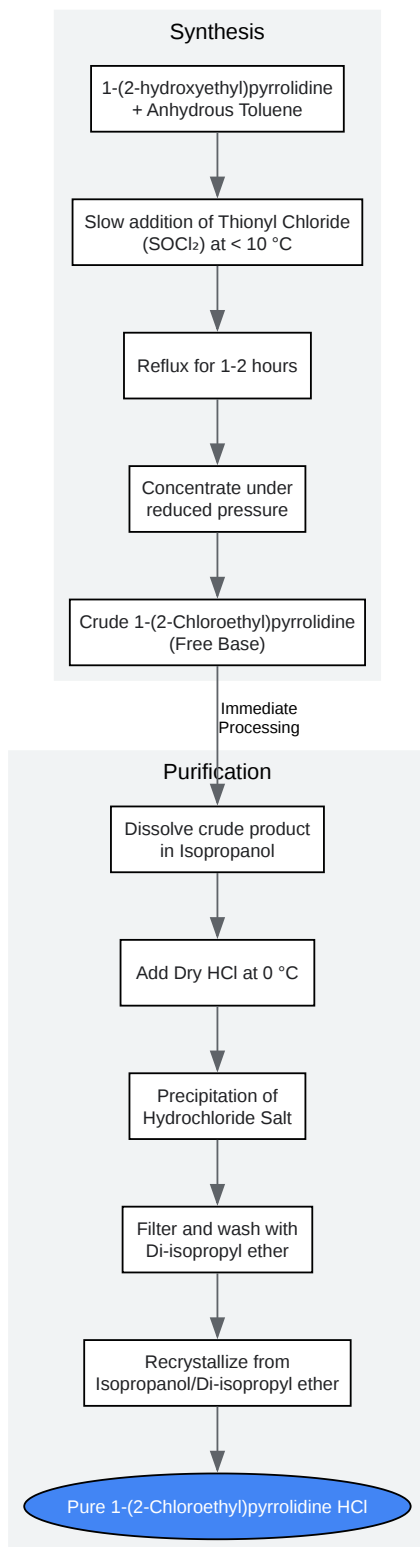 Synthesis
1-(2-hydroxyethyl)pyrrolidine
+ Anhydrous Toluene
Slow addition of Thionyl Chloride
(SOCl₂) at < 10 °C
Reflux for 1-2 hours
Concentrate under
reduced pressure
Crude 1-(2-Chloroethyl)pyrrolidine
(Free Base)
Immediate
Processing
Purification
Dissolve crude product
in Isopropanol
Add Dry HCl at 0 °C
Precipitation of
Hydrochloride Salt
Filter and wash with
Di-isopropyl ether
Recrystallize from
Isopropanol/Di-isopropyl ether
Pure 1-(2-Chloroethyl)pyrrolidine HCl